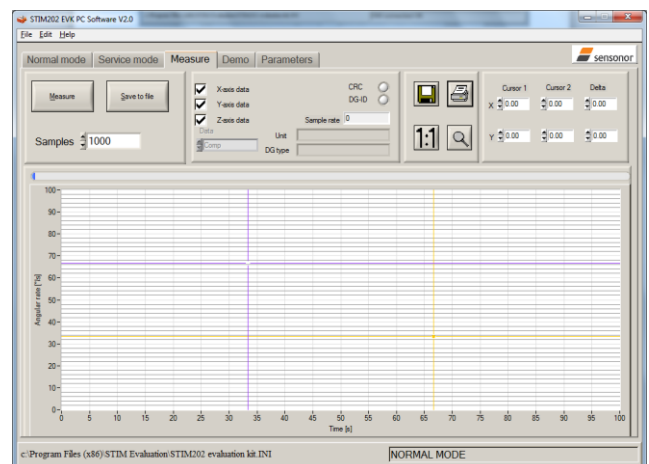 STIM202 EVK PC Software V2.0
File Edit Help
Normal mode Service mode Measure Demo Parameters
sensonor
Measure Save to file
Samples 1000
X-axis data
Y-axis data
Z-axis data
CRC
DG-ID
Sample rate 0
Data
Comp
Unit
DG type
1:1
Cursor 1 Cursor 2 Delta
X 0.00 0.00 0.00
Y 0.00 0.00 0.00
Angular rate [°/s]
100
90
80
70
60
50
40
30
20
10
0
0 5 10 15 20 25 30 35 40 45 50 55 60 65 70 75 80 85 90 95 100
Time [s]
c:\Program Files (x86)\STIM Evaluation\STIM202 evaluation kit.INI
NORMAL MODE